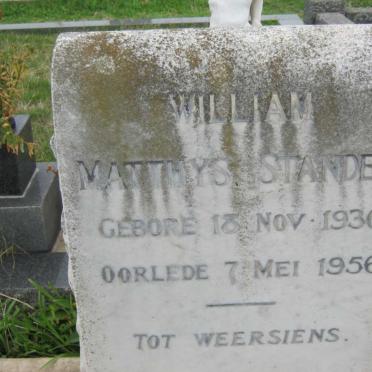 WILLIAM
MATTHYS STANDE
GEBORE 18 NOV. 1930
OORLEDE 7 MEI 1956
TOT WEERSIENS.